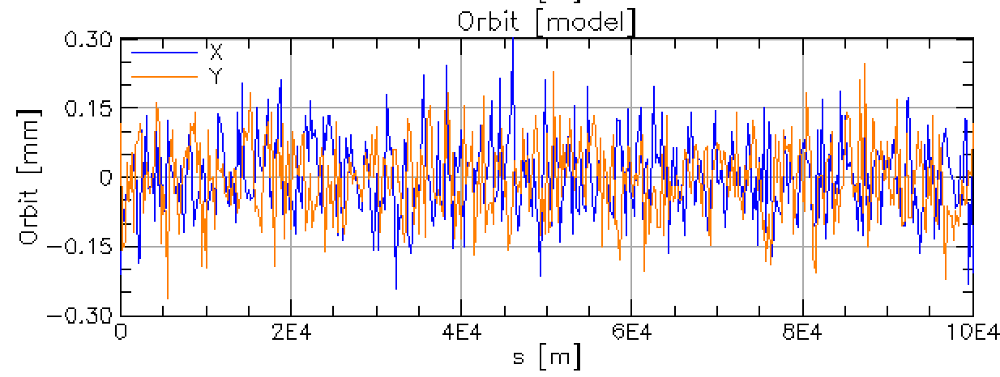 Orbit [model]
0.30
X
Y
0.15
0
−0.15
−0.30
Orbit [mm]
0 2E4 4E4 6E4 8E4 10E4
s [m]